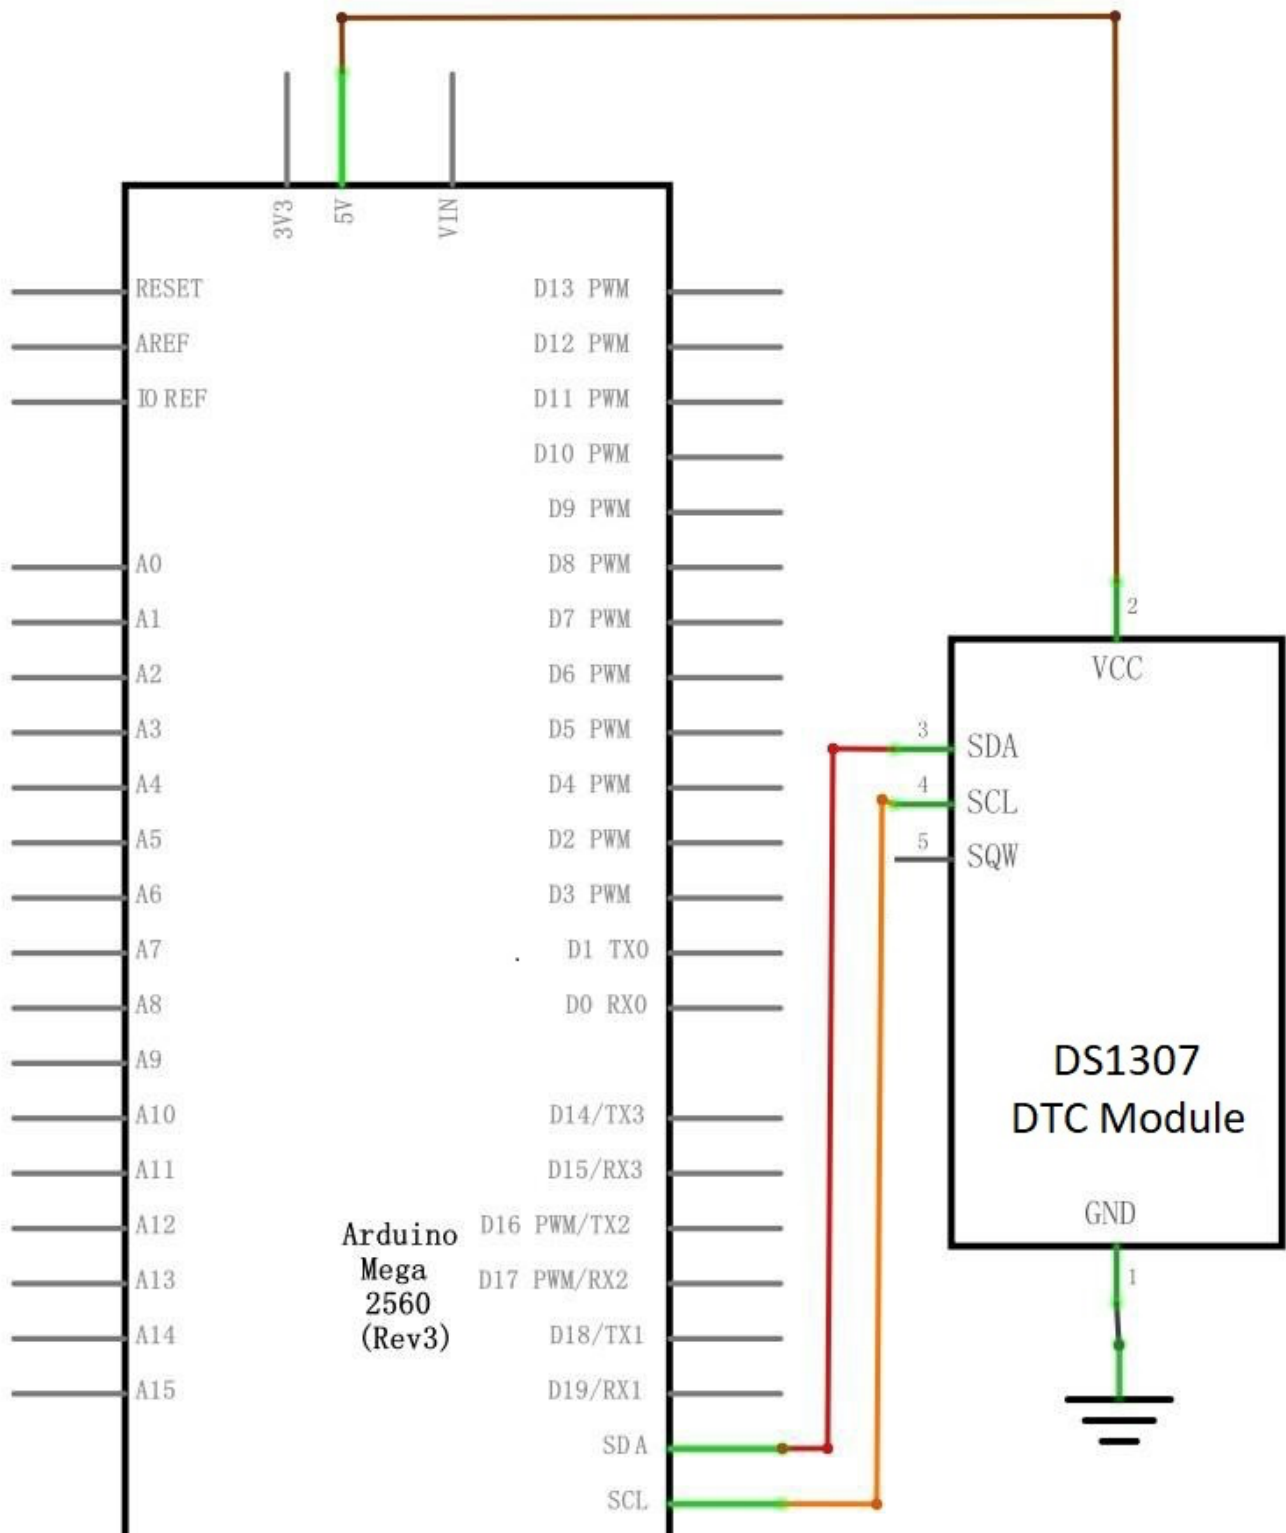 3V3
5V
VIN
RESET
AREF
IO REF
A0
A1
A2
A3
A4
A5
A6
A7
A8
A9
A10
A11
A12
A13
A14
A15
D13 PWM
D12 PWM
D11 PWM
D10 PWM
D9 PWM
D8 PWM
D7 PWM
D6 PWM
D5 PWM
D4 PWM
D2 PWM
D3 PWM
D1 TX0
D0 RX0
D14/TX3
D15/RX3
D16 PWM/TX2
D17 PWM/RX2
D18/TX1
D19/RX1
SDA
SCL
Arduino
Mega
2560
(Rev3)
2
VCC
3
SDA
4
SCL
5
SQW
DS1307
DTC Module
GND
1